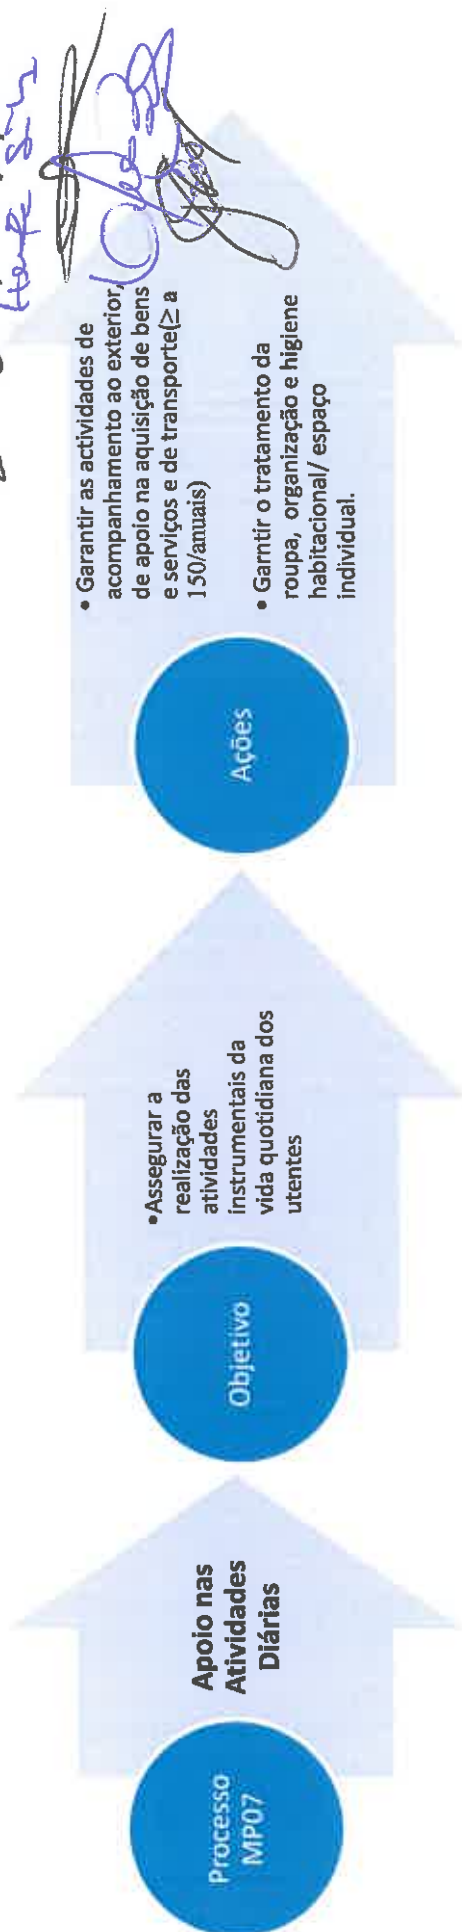 Processo
MP07
Apoio nas
Atividades
Diárias
Objetivo
•Assegurar a
realização das
atividades
instrumentais da
vida quotidiana dos
utentes
Ações
• Garantir as actividades de
acompanhamento ao exterior,
de apoio na aquisição de bens
e serviços e de transporte(≥ a
150/anuais)
• Garntir o tratamento da
roupa, organização e higiene
habitacional/ espaço
individual.